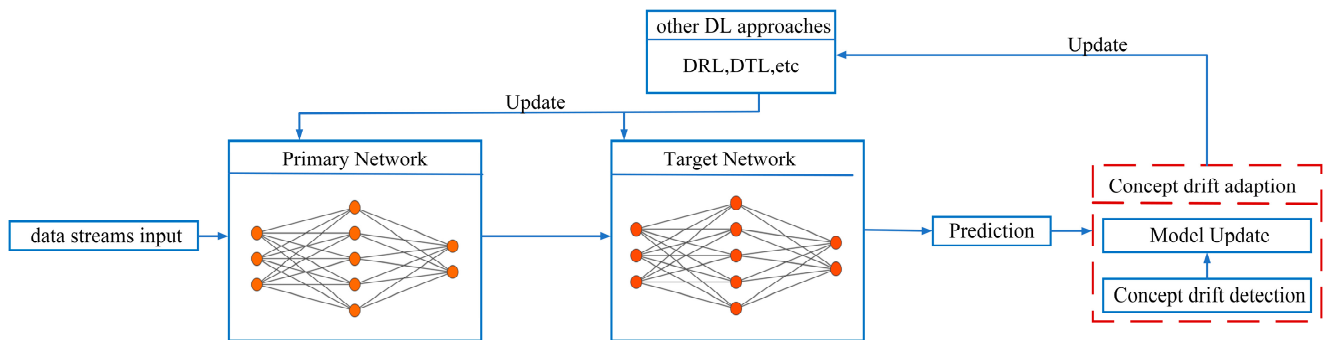 other DL approaches
DRL,DTL,etc
Update
Update
Primary Network
Target Network
Concept drift adaption
data streams input
Prediction
Model Update
Concept drift detection